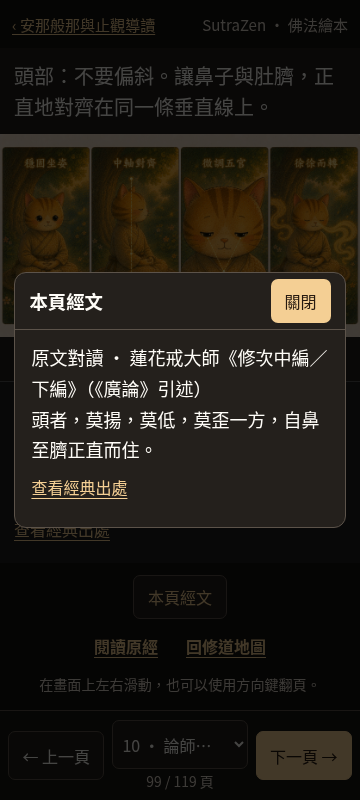 ‹ 安那般那與止觀導讀
SutraZen · 佛法繪本
頭部：不要偏斜。讓鼻子與肚臍，正
直地對齊在同一條垂直線上。
穩固坐姿
中軸對齊
微調五官
徐徐而轉
本頁經文
關閉
原文對讀 · 蓮花戒大師《修次中編／
下編》（《廣論》引述）
頭者，莫揚，莫低，莫歪一方，自鼻
至臍正直而住。
查看經典出處
查看經典出處
本頁經文
閱讀原經
回修道地圖
在畫面上左右滑動，也可以使用方向鍵翻頁。
← 上一頁
10 · 論師…
下一頁 →
99 / 119 頁